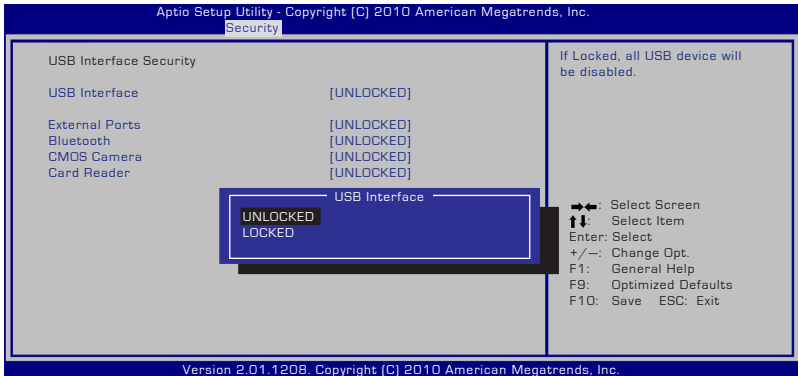 Aptio Setup Utility - Copyright (C) 2010 American Megatrends, Inc.
Security
USB Interface Security
USB Interface [UNLOCKED]
External Ports [UNLOCKED]
Bluetooth [UNLOCKED]
CMOS Camera [UNLOCKED]
Card Reader [UNLOCKED]
USB Interface
UNLOCKED
LOCKED
If Locked, all USB device will
be disabled.
→←: Select Screen
↑↓: Select Item
Enter: Select
+/—: Change Opt.
F1: General Help
F9: Optimized Defaults
F10: Save ESC: Exit
Version 2.01.1208. Copyright (C) 2010 American Megatrends, Inc.